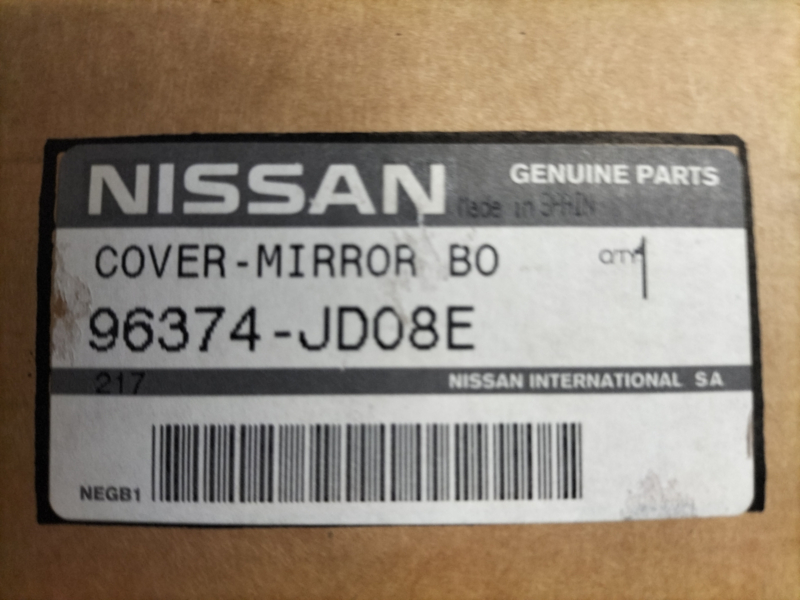 NISSAN GENUINE PARTS
Made in SPAIN
COVER-MIRROR BO QTY 1
96374-JD08E
217 NISSAN INTERNATIONAL SA
NEGB1